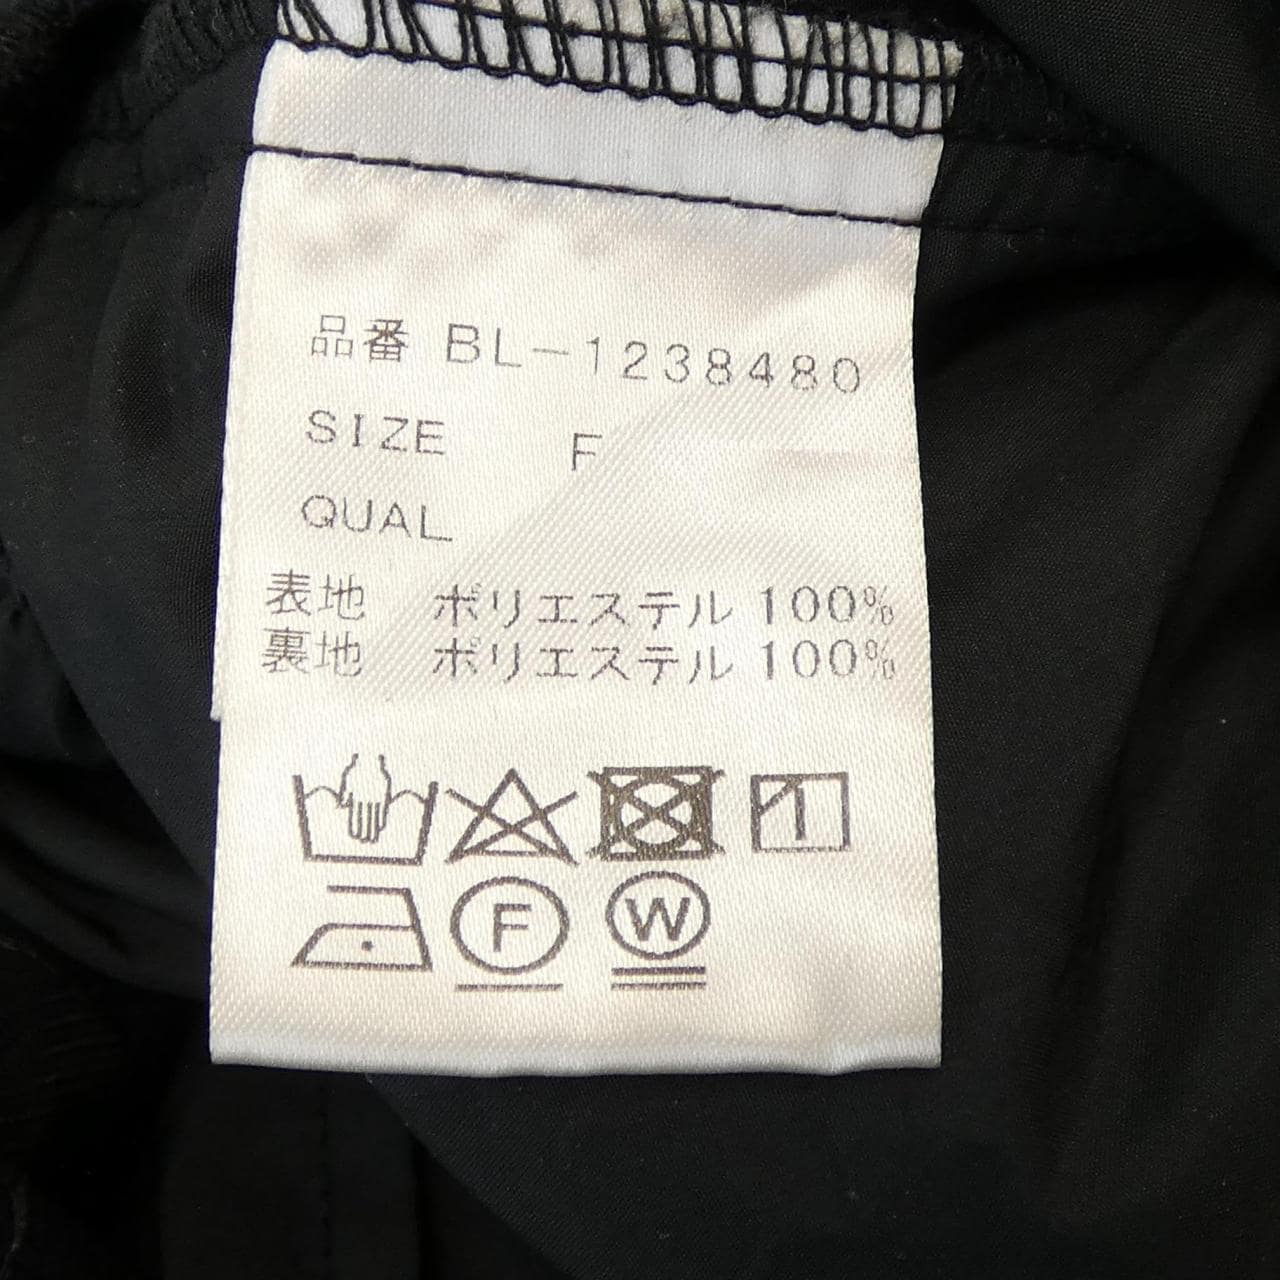 品番 BL-1238480
SIZE F
QUAL
表地 ポリエステル 100%
裏地 ポリエステル 100%
F W